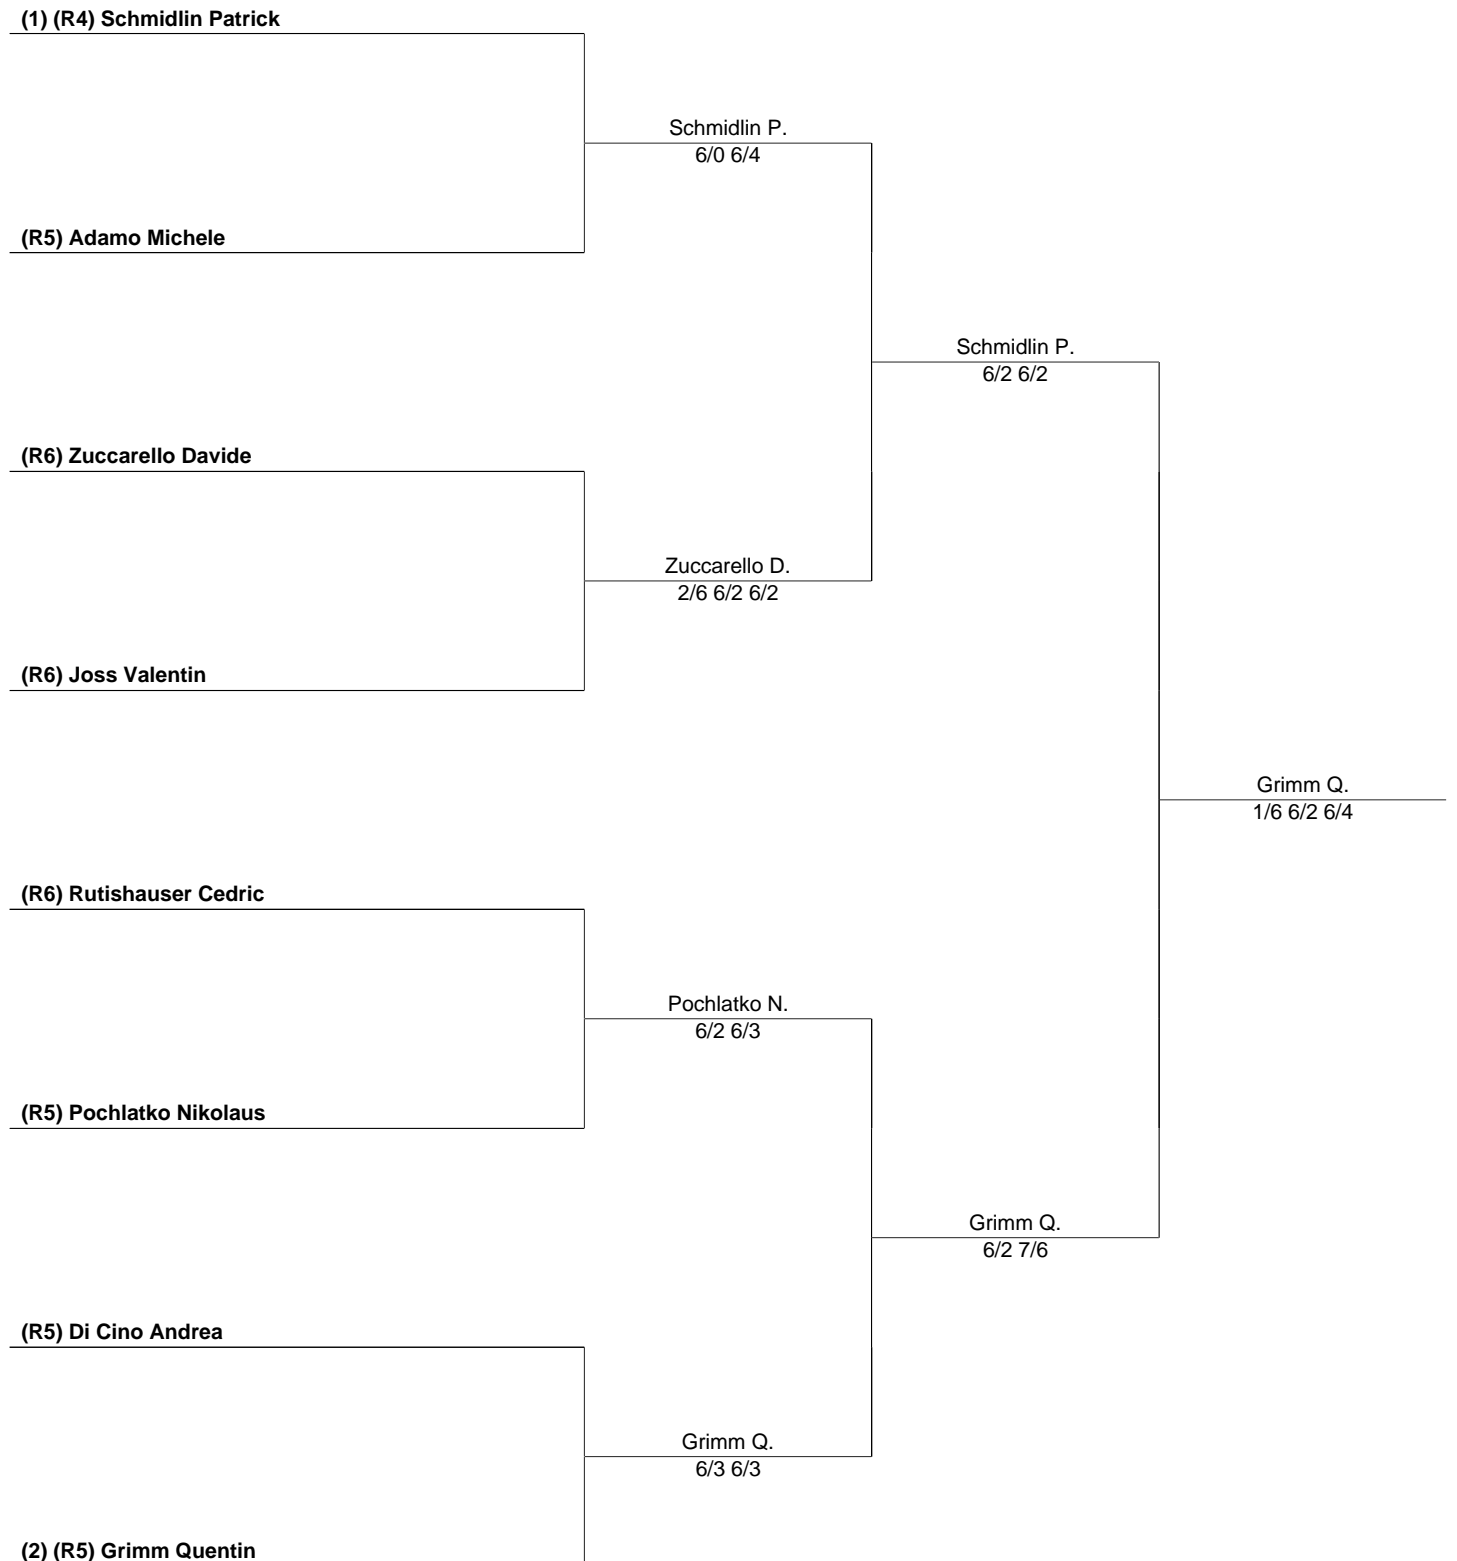 (1) (R4) Schmidlin Patrick
Schmidlin P.
6/0 6/4
(R5) Adamo Michele
Schmidlin P.
6/2 6/2
(R6) Zuccarello Davide
Zuccarello D.
2/6 6/2 6/2
(R6) Joss Valentin
Grimm Q.
1/6 6/2 6/4
(R6) Rutishauser Cedric
Pochlatko N.
6/2 6/3
(R5) Pochlatko Nikolaus
Grimm Q.
6/2 7/6
(R5) Di Cino Andrea
Grimm Q.
6/3 6/3
(2) (R5) Grimm Quentin